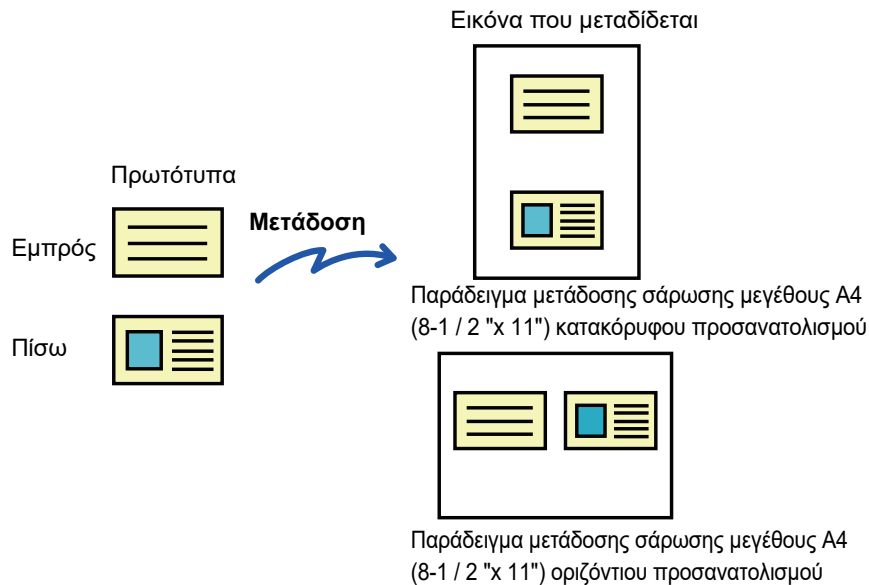 Εικόνα που μεταδίδεται
Πρωτότυπα
Μετάδοση
Εμπρός
Πίσω
Παράδειγμα μετάδοσης σάρωσης μεγέθους A4
(8-1 / 2 "x 11") κατακόρυφου προσανατολισμού
Παράδειγμα μετάδοσης σάρωσης μεγέθους A4
(8-1 / 2 "x 11") οριζόντιου προσανατολισμού